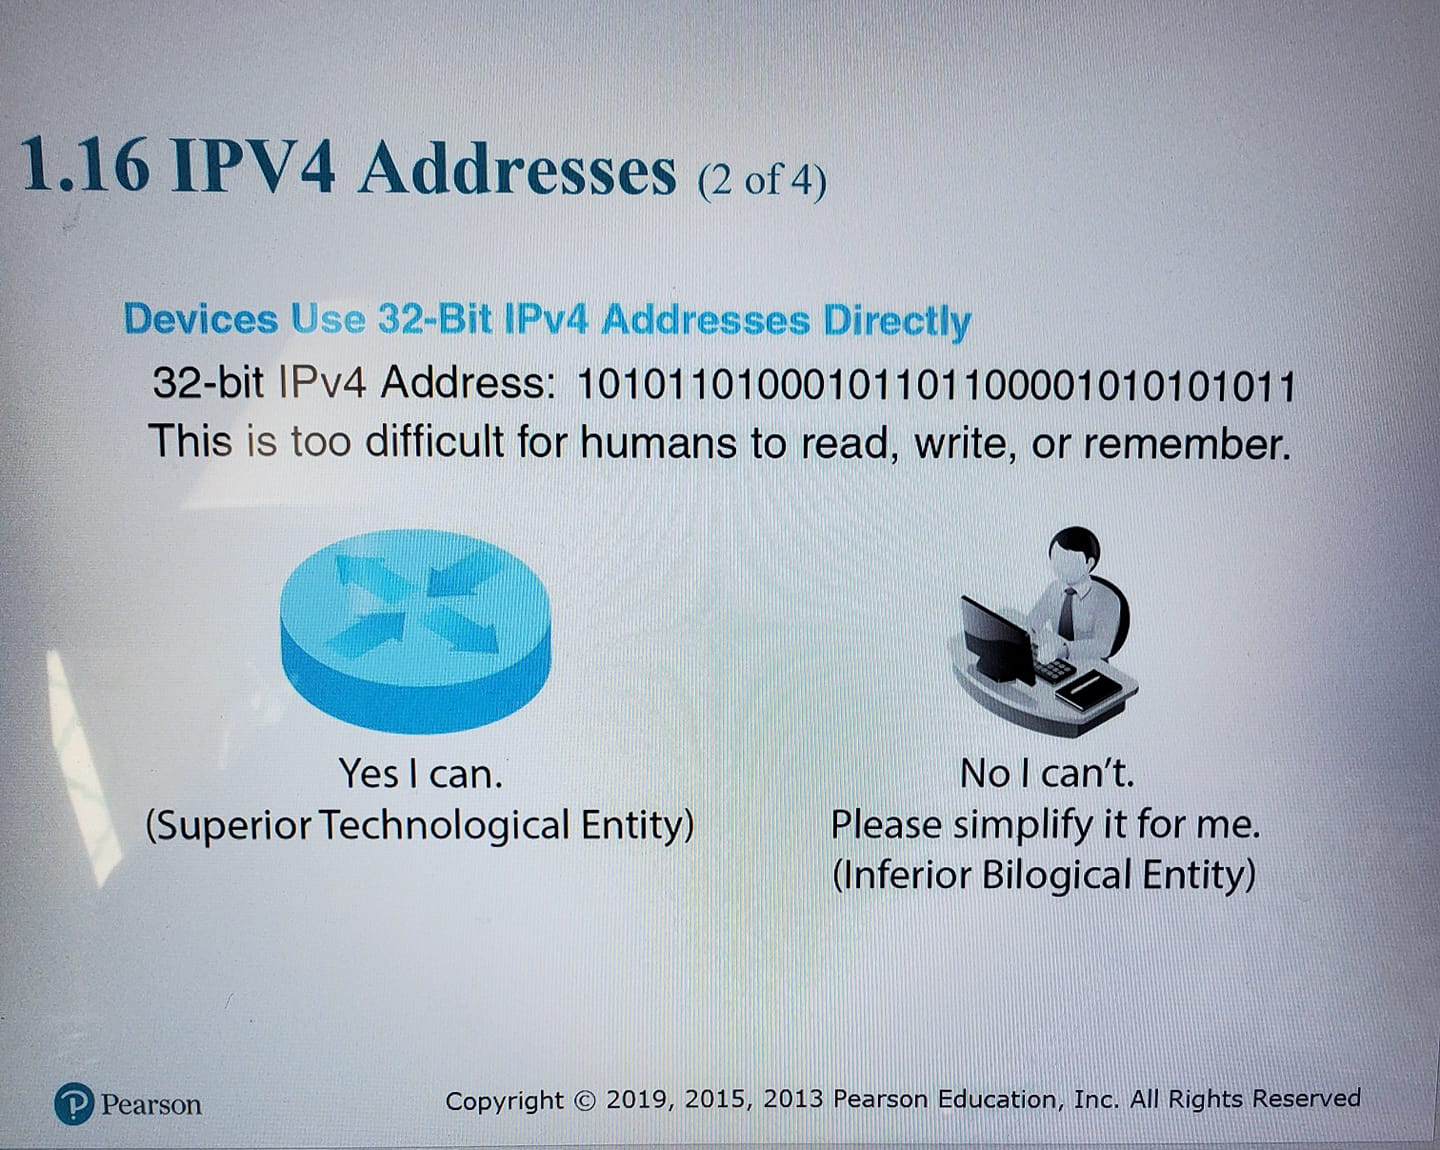 1.16 IPV4 Addresses (2 of 4)
Devices Use 32-Bit IPv4 Addresses Directly
32-bit IPv4 Address: 10101101000101101100001010101011
This is too difficult for humans to read, write, or remember.
Yes I can.
(Superior Technological Entity)
No I can't.
Please simplify it for me.
(Inferior Bilogical Entity)
P Pearson
Copyright © 2019, 2015, 2013 Pearson Education, Inc. All Rights Reserved